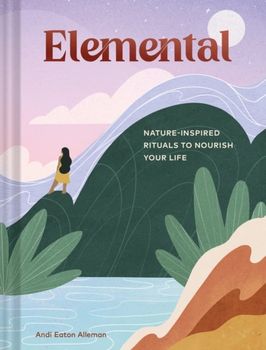 Elemental
NATURE-INSPIRED
RITUALS TO NOURISH
YOUR LIFE
Andi Eaton Alleman